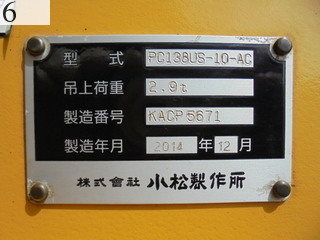 6
型式 PC138US-10-AC
吊上荷重 2.9t
製造番号 KACP5671
製造年月 2014 年 12 月
株式會社 小松製作所